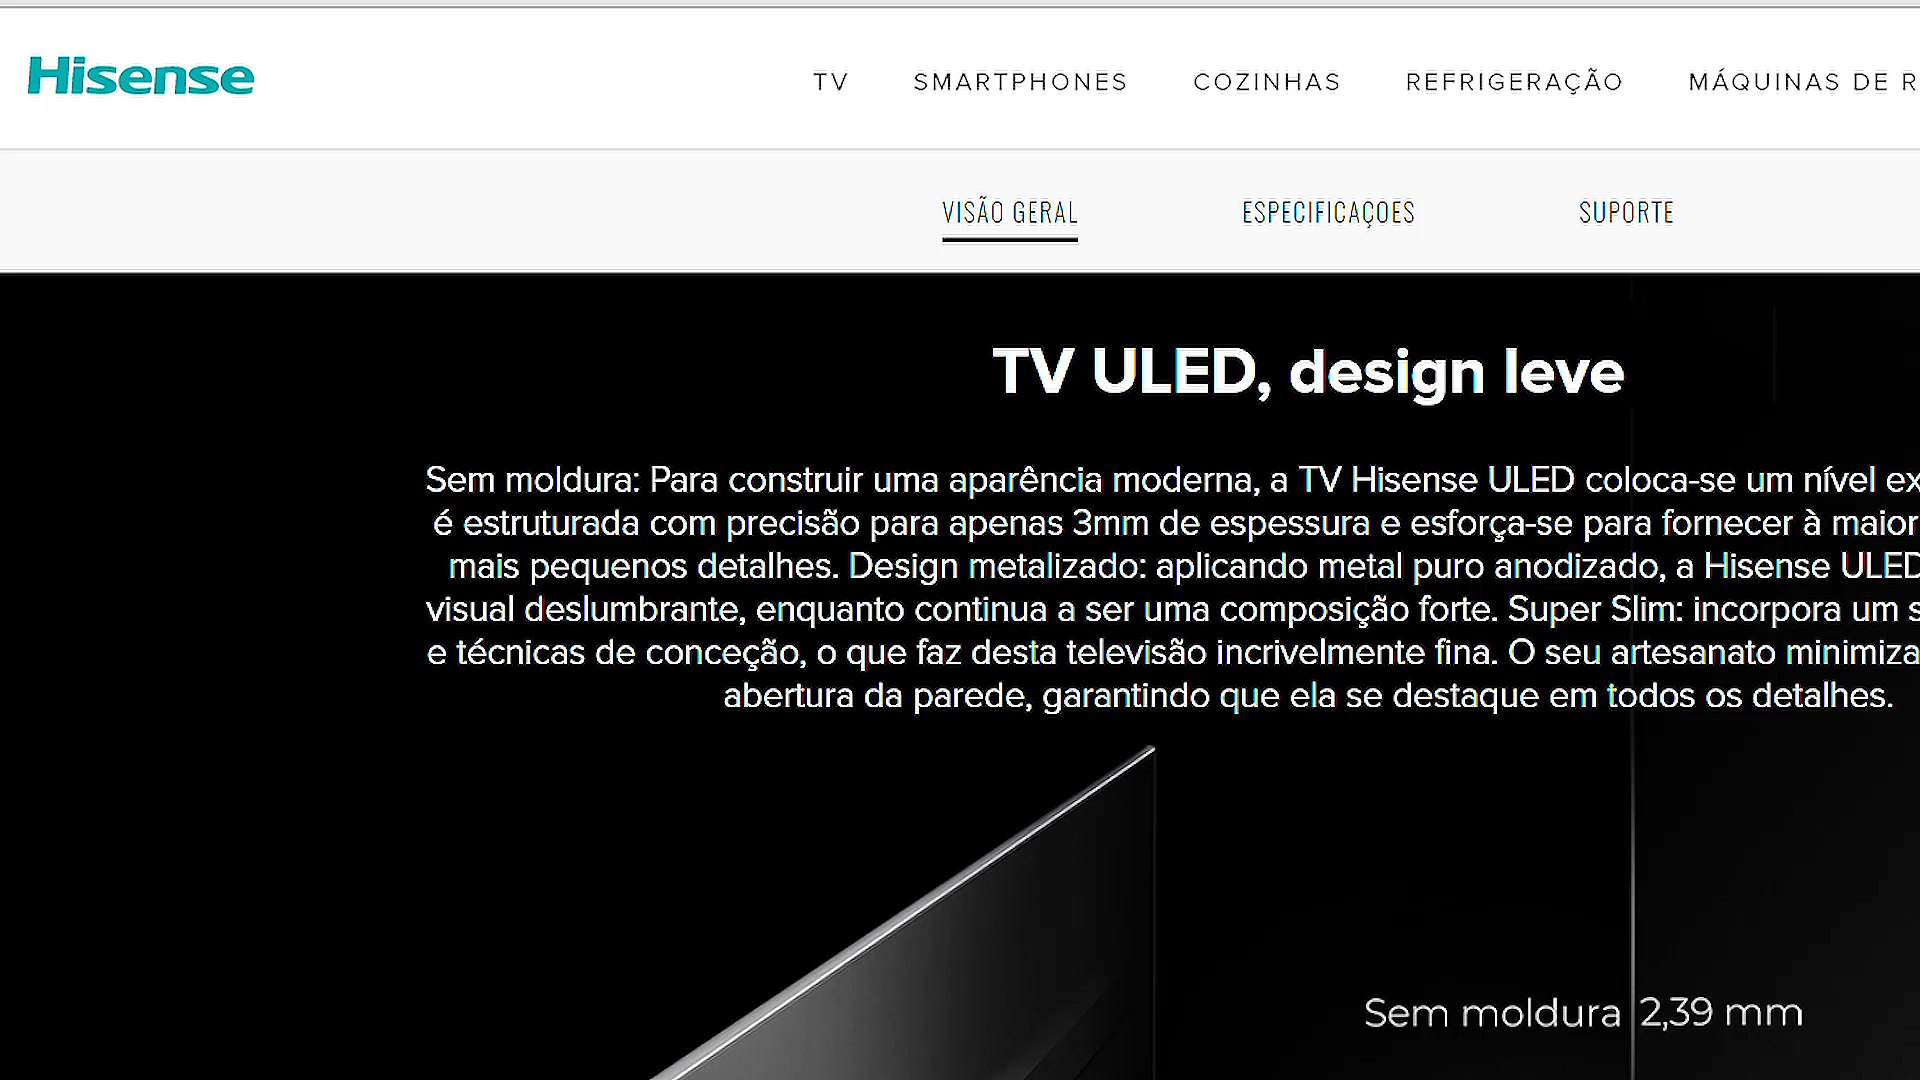 Hisense
TV SMARTPHONES COZINHAS REFRIGERAÇÃO MÁQUINAS DE R
VISÃO GERAL ESPECIFICAÇOES SUPORTE
TV ULED, design leve
Sem moldura: Para construir uma aparência moderna, a TV Hisense ULED coloca-se um nível ex
é estruturada com precisão para apenas 3mm de espessura e esforça-se para fornecer à maior
mais pequenos detalhes. Design metalizado: aplicando metal puro anodizado, a Hisense ULED
visual deslumbrante, enquanto continua a ser uma composição forte. Super Slim: incorpora um s
e técnicas de conceção, o que faz desta televisão incrivelmente fina. O seu artesanato minimiza
abertura da parede, garantindo que ela se destaque em todos os detalhes.
Sem moldura 2,39 mm